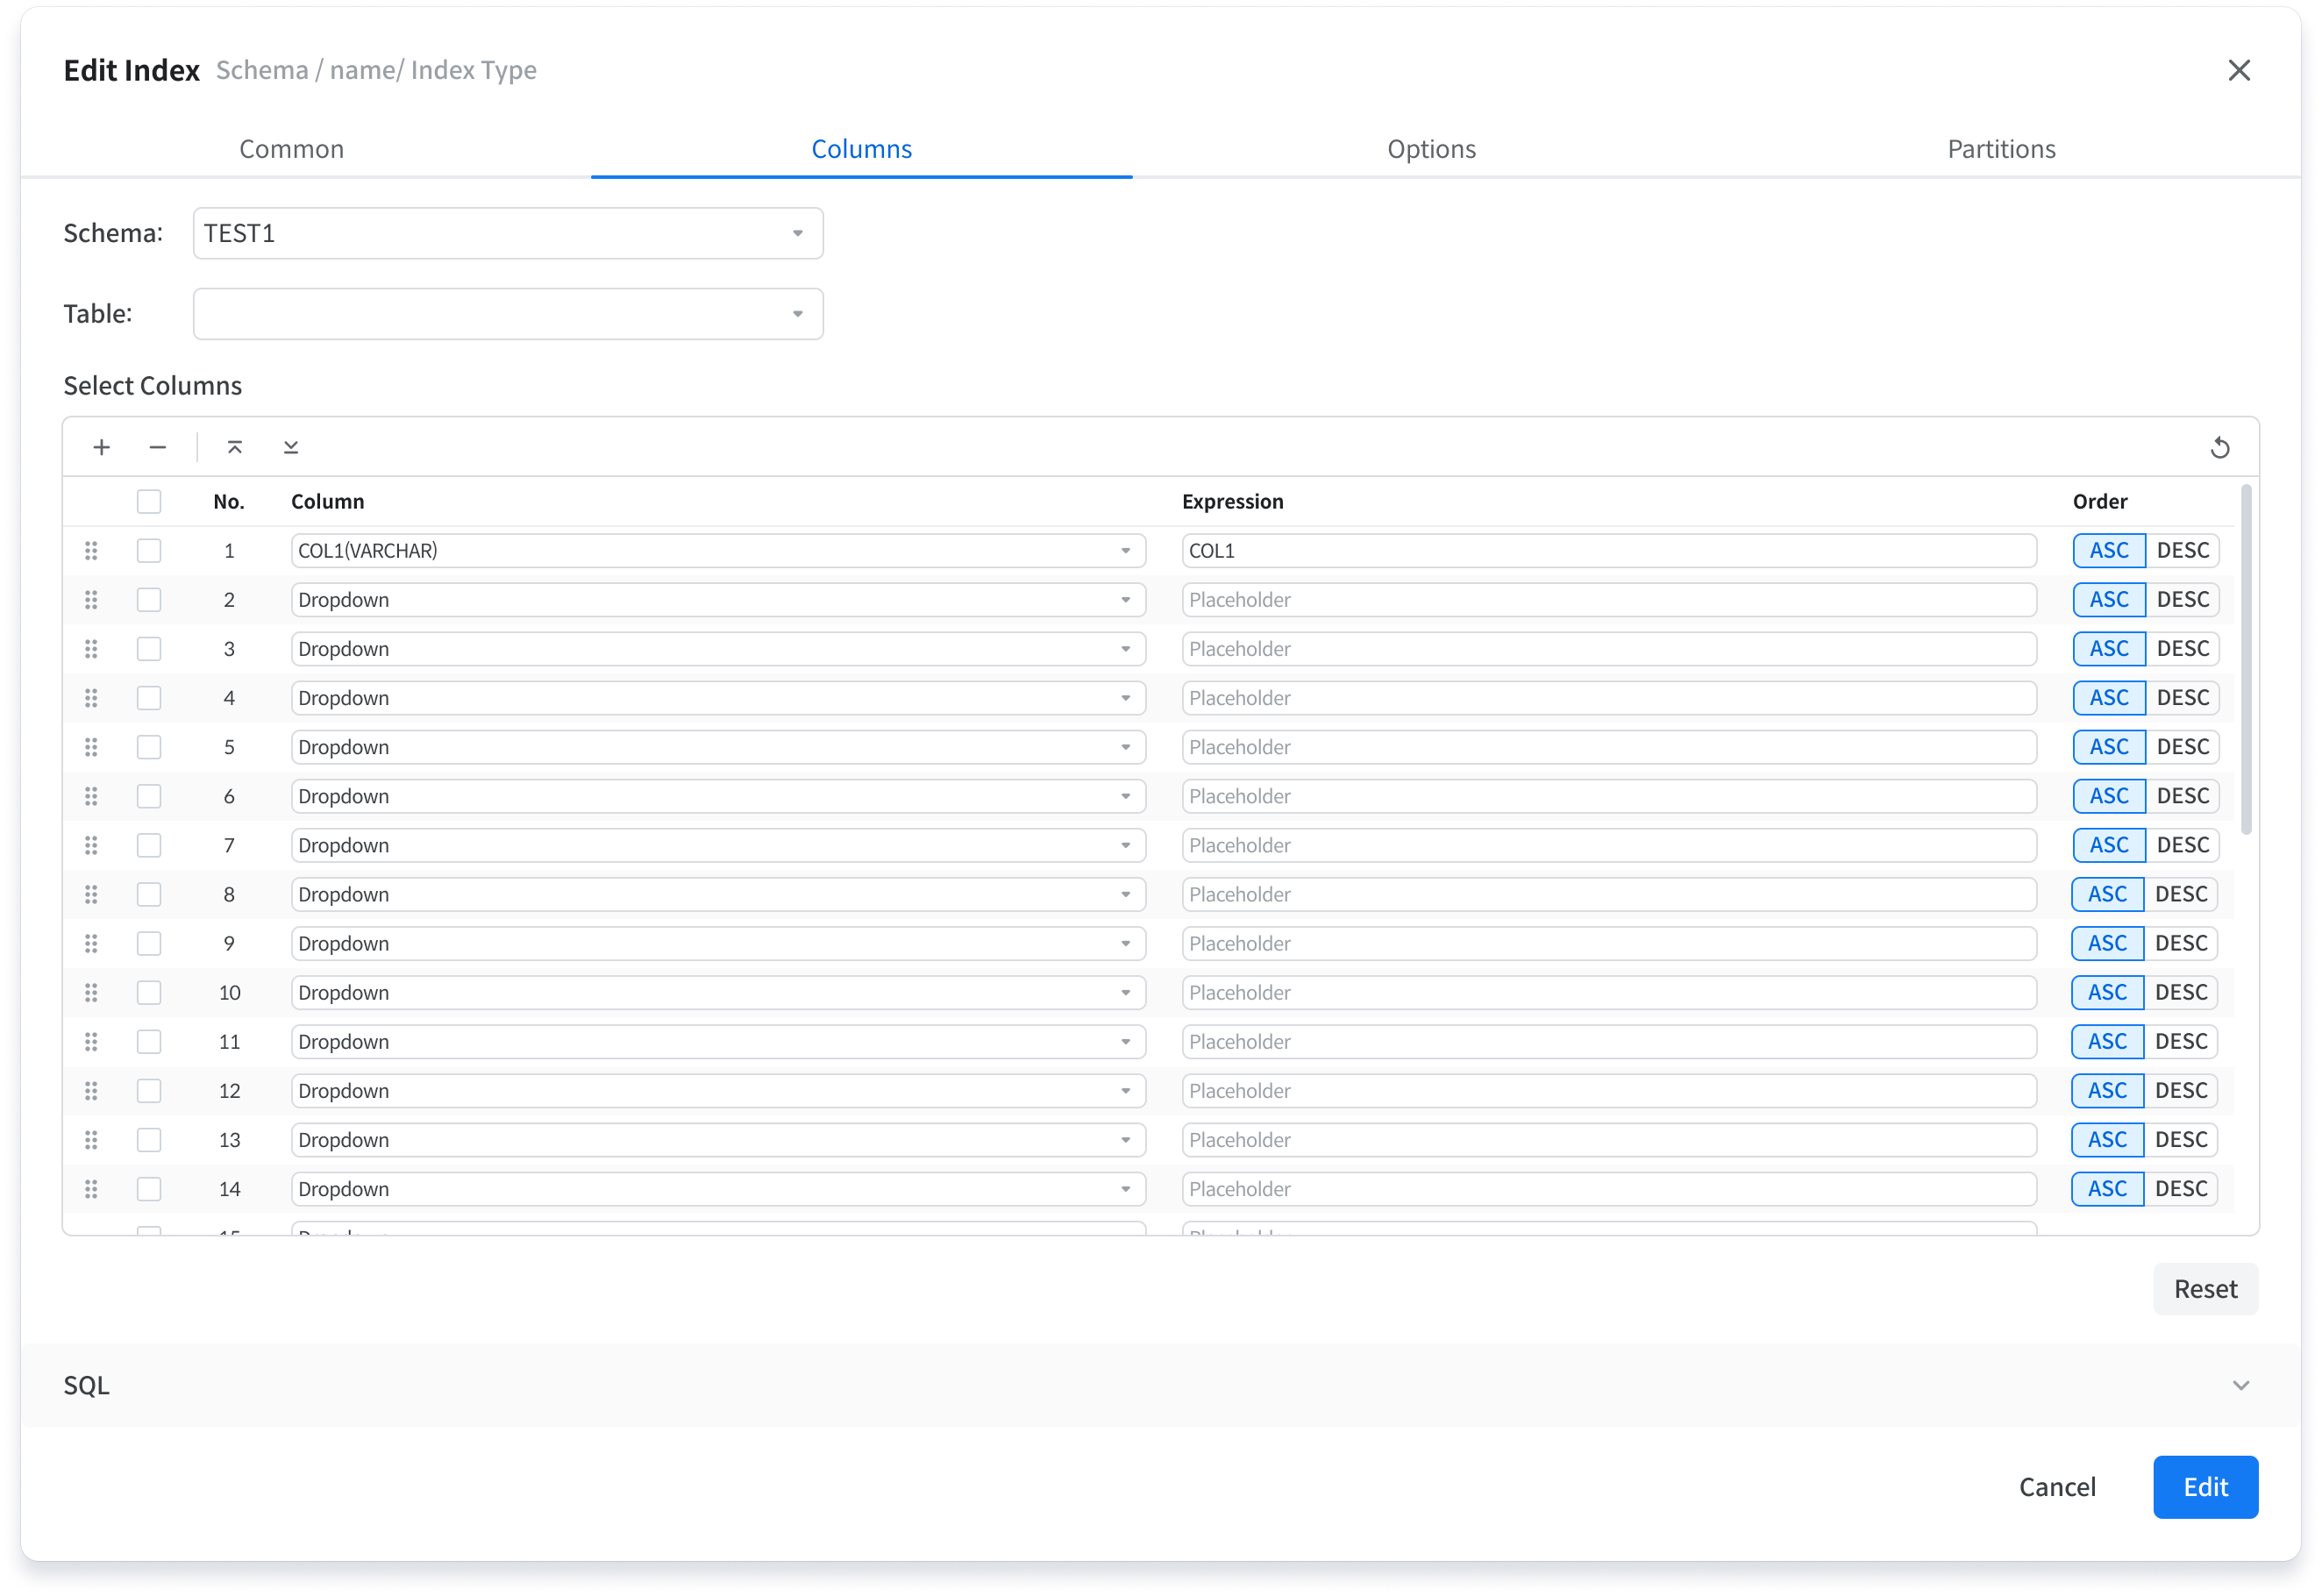 Edit Index Schema / name/ Index Type
Common Columns Options Partitions
Schema: TEST1
Table:
Select Columns
No. Column Expression Order
1 COL1(VARCHAR) COL1 ASC DESC
2 Dropdown Placeholder ASC DESC
3 Dropdown Placeholder ASC DESC
4 Dropdown Placeholder ASC DESC
5 Dropdown Placeholder ASC DESC
6 Dropdown Placeholder ASC DESC
7 Dropdown Placeholder ASC DESC
8 Dropdown Placeholder ASC DESC
9 Dropdown Placeholder ASC DESC
10 Dropdown Placeholder ASC DESC
11 Dropdown Placeholder ASC DESC
12 Dropdown Placeholder ASC DESC
13 Dropdown Placeholder ASC DESC
14 Dropdown Placeholder ASC DESC
Reset
SQL
Cancel Edit